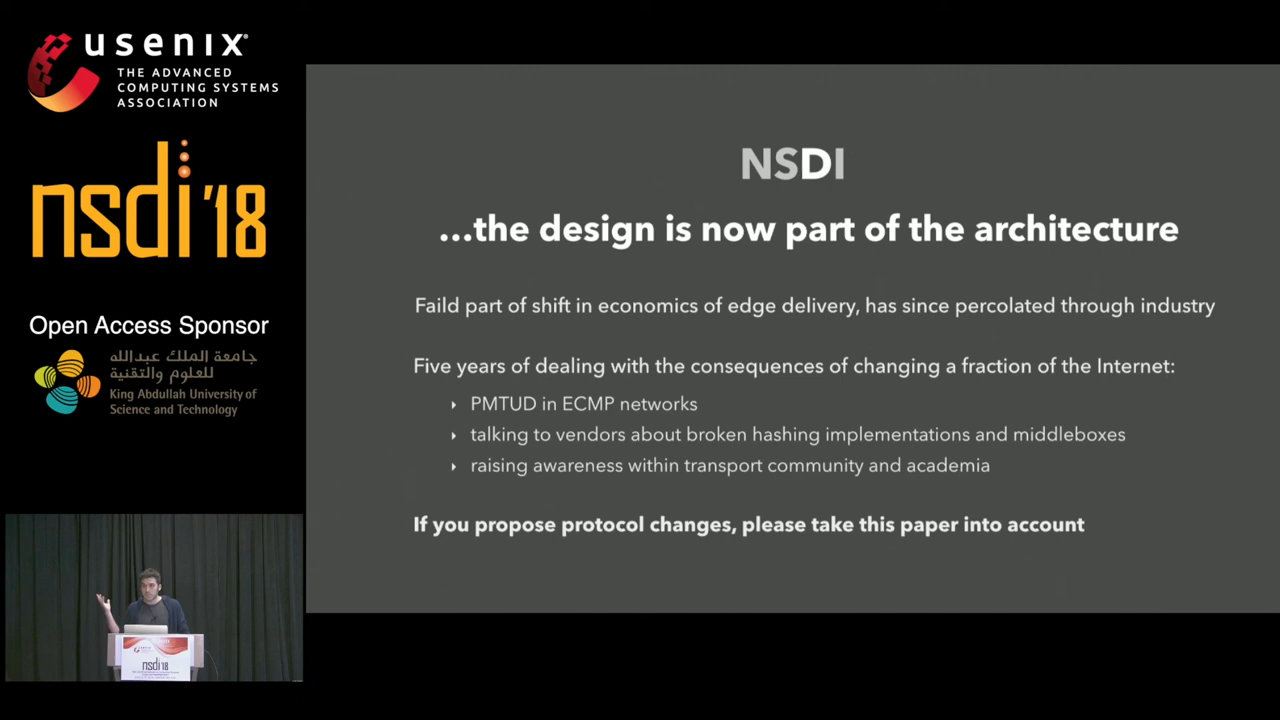 usenix
THE ADVANCED
COMPUTING SYSTEMS
ASSOCIATION
nsdi '18
Open Access Sponsor
جامعة الملك عبدالله
للعلوم والتقنية
King Abdullah University of
Science and Technology
NSDI
...the design is now part of the architecture
Faild part of shift in economics of edge delivery, has since percolated through industry
Five years of dealing with the consequences of changing a fraction of the Internet:
PMTUD in ECMP networks
talking to vendors about broken hashing implementations and middleboxes
raising awareness within transport community and academia
If you propose protocol changes, please take this paper into account
usenix
nsdi'18